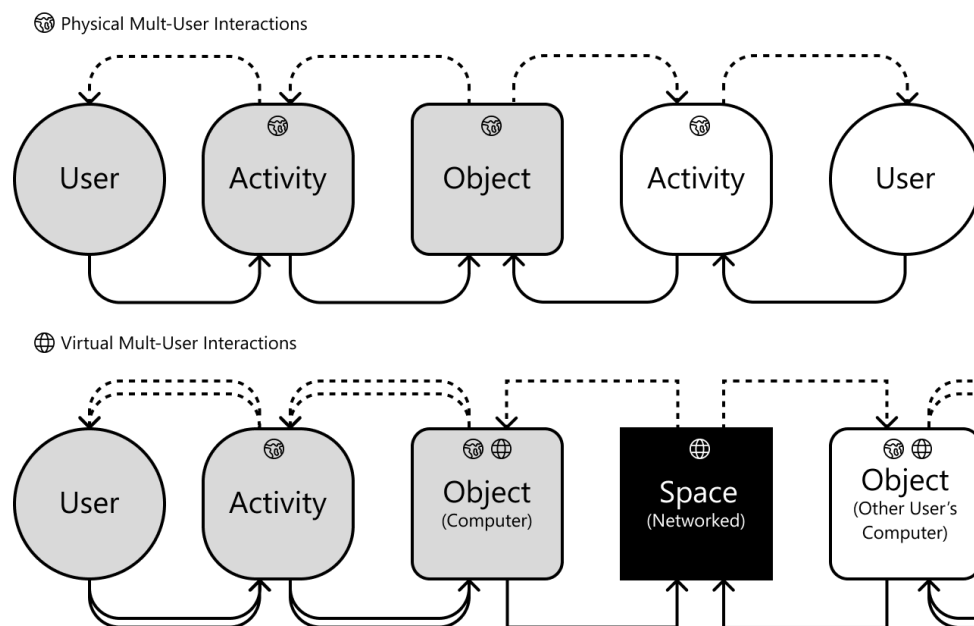 Physical Mult-User Interactions
User
Activity
Object
Activity
User
Virtual Mult-User Interactions
User
Activity
Object
(Computer)
Space
(Networked)
Object
(Other User's
Computer)